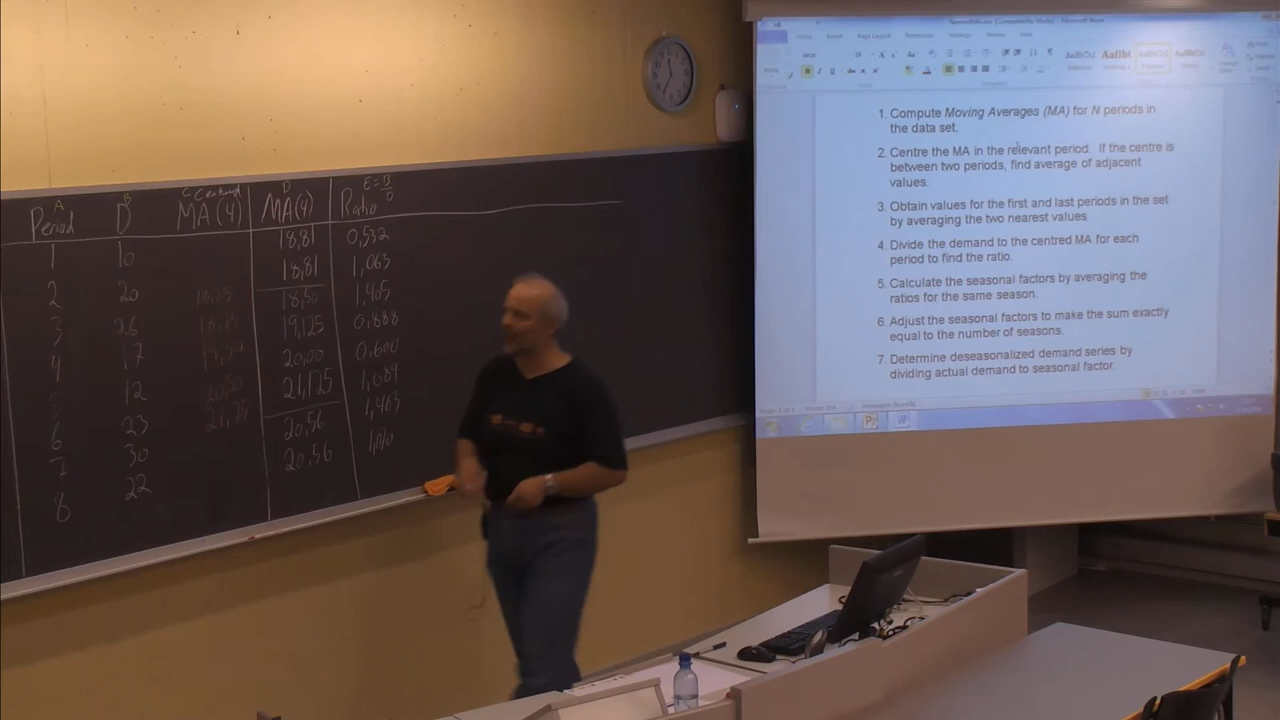 A B C Centred D E = B/D
Period D MA(4) MA(4) Ratio
1 10 18,81 0,532
2 20 18,81 1,063
3 26 18,50 1,405
4 17 19,125 0,888
5 12 20,00 0,600
6 23 21,125 1,089
7 30 20,56
8 22 20,56
Page Layout References Mailings Review View
1. Compute Moving Averages (MA) for N periods in
the data set.
2. Centre the MA in the relevant period. If the centre is
between two periods, find average of adjacent
values.
3. Obtain values for the first and last periods in the set
by averaging the two nearest values.
4. Divide the demand to the centred MA for each
period to find the ratio.
5. Calculate the seasonal factors by averaging the
ratios for the same season.
6. Adjust the seasonal factors to make the sum exactly
equal to the number of seasons.
7. Determine deseasonalized demand series by
dividing actual demand to seasonal factor.